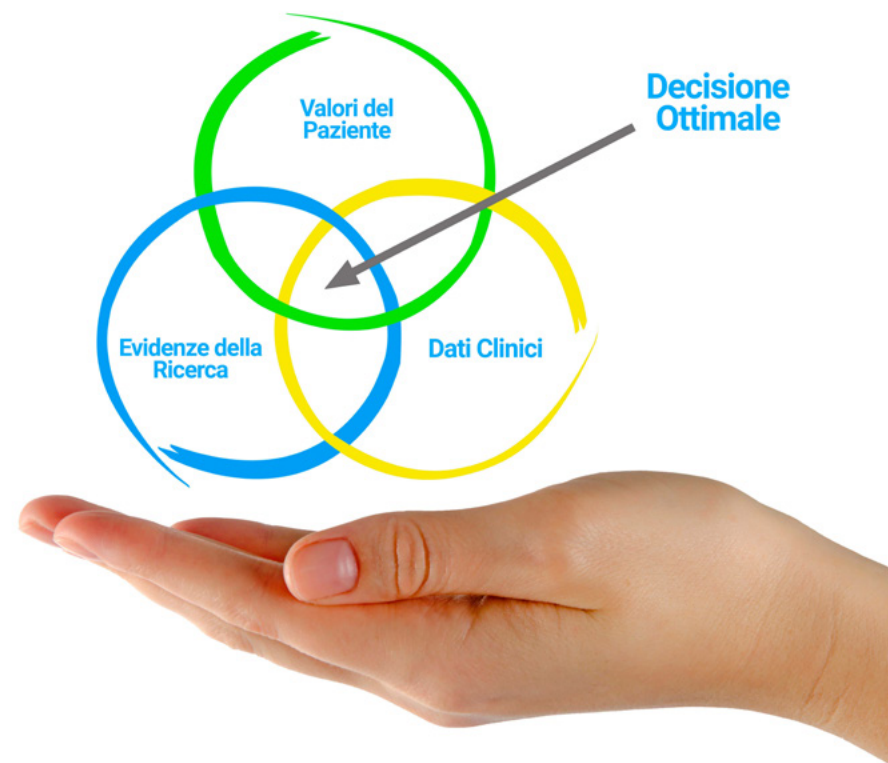 Valori del
Paziente
Decisione
Ottimale
Evidenze della
Ricerca
Dati Clinici